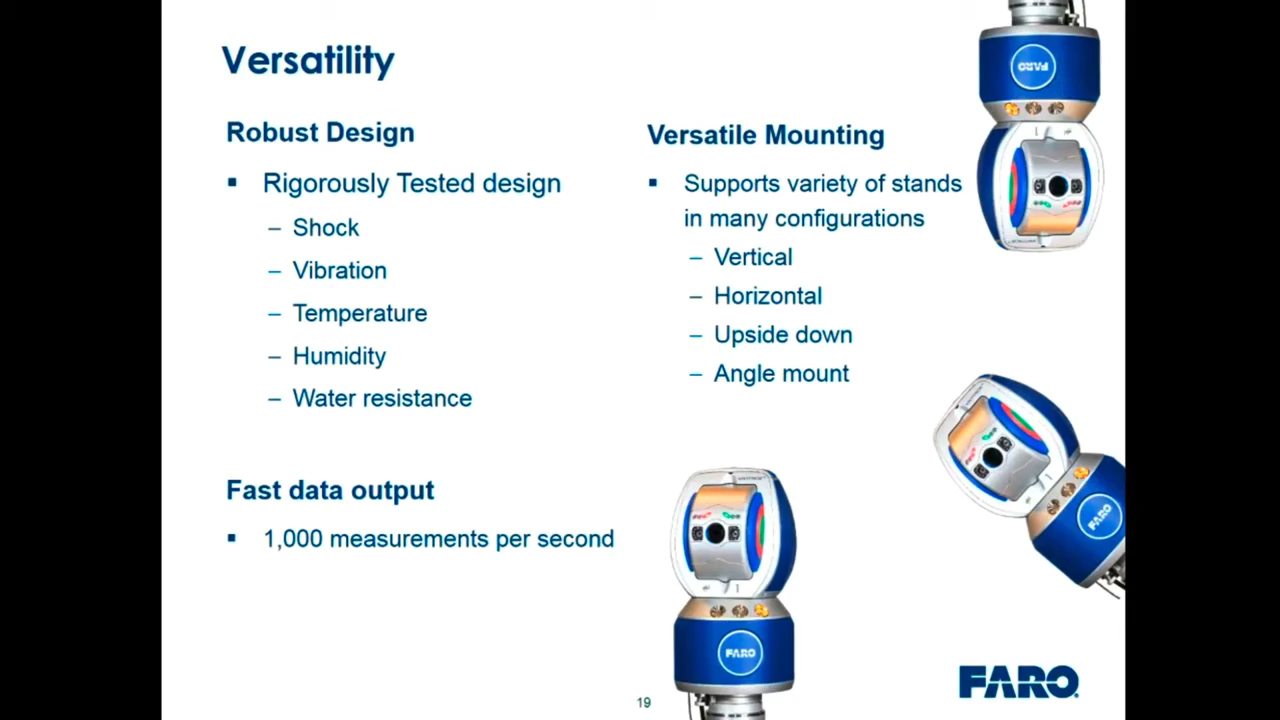 Versatility
Robust Design
▪ Rigorously Tested design
– Shock
– Vibration
– Temperature
– Humidity
– Water resistance
Fast data output
▪ 1,000 measurements per second
Versatile Mounting
▪ Supports variety of stands
in many configurations
– Vertical
– Horizontal
– Upside down
– Angle mount
FARO
FARO
FARO
19
FARO